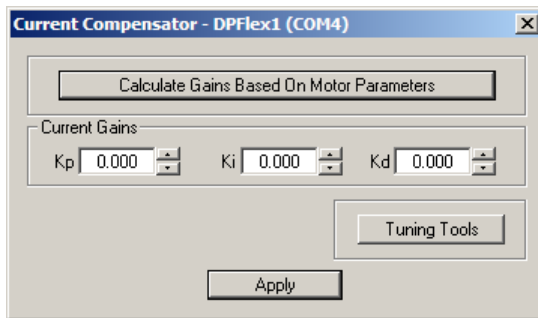 Current Compensator - DPFlex1 (COM4)
Calculate Gains Based On Motor Parameters
Current Gains
Kp 0.000 Ki 0.000 Kd 0.000
Tuning Tools
Apply